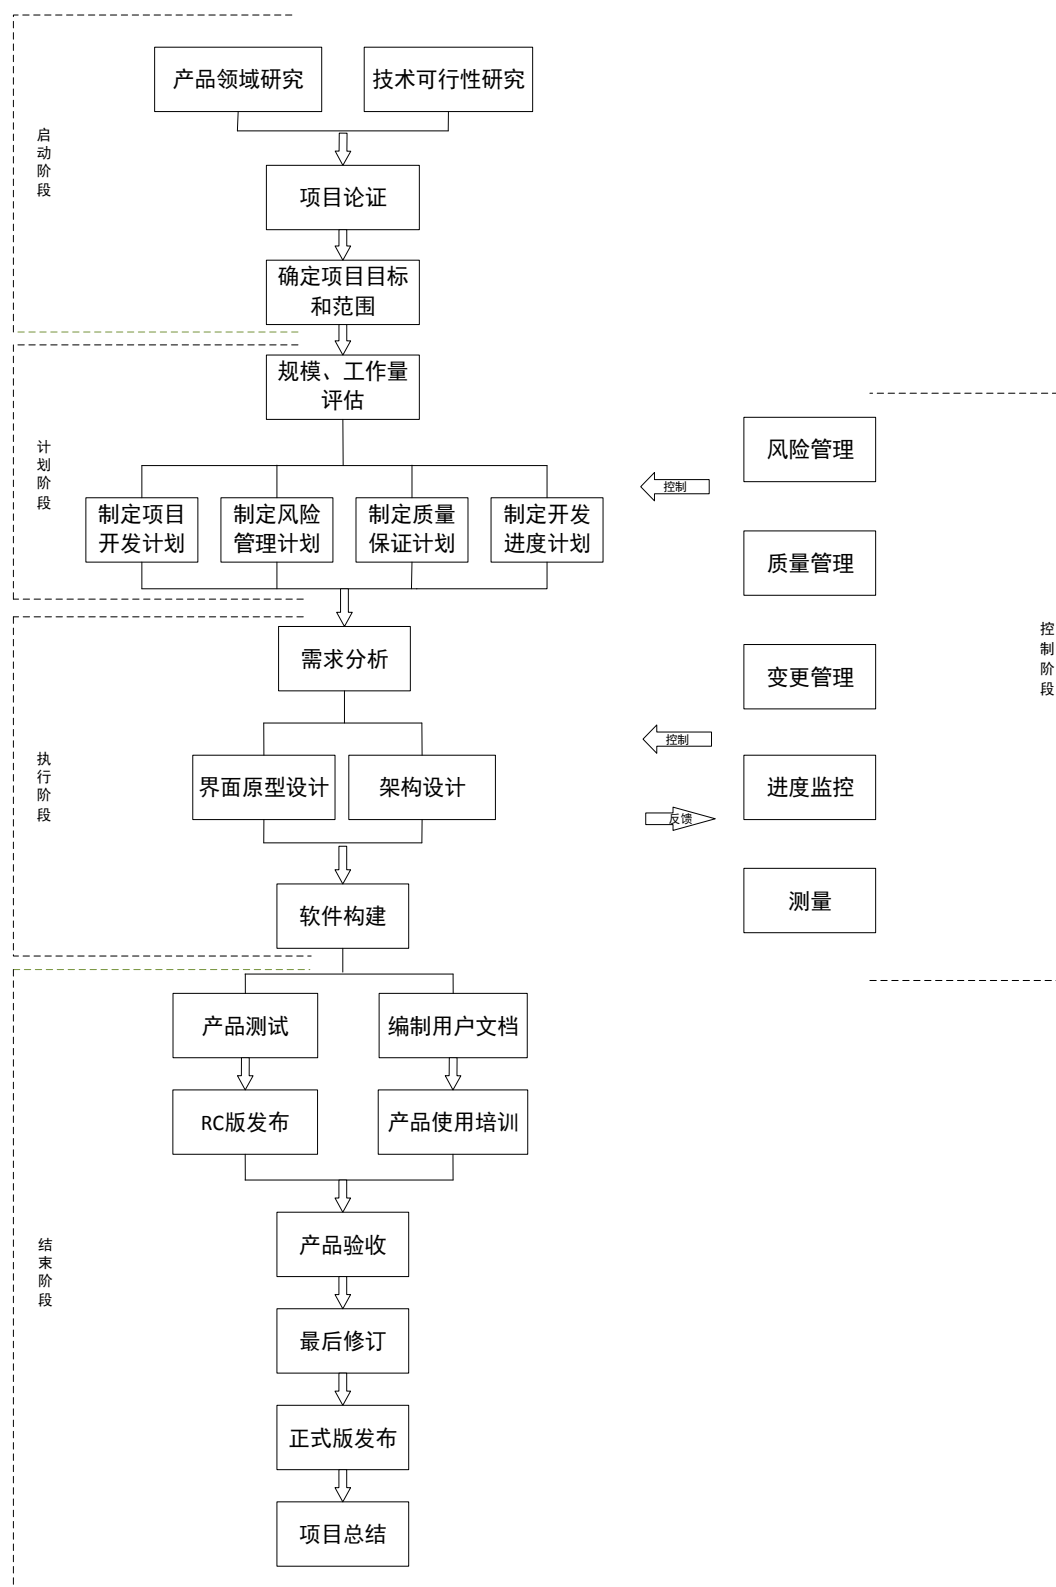 产品领域研究
技术可行性研究
启动阶段
项目论证
确定项目目标
和范围
规模、工作量
评估
计划阶段
制定项目
开发计划
制定风险
管理计划
制定质量
保证计划
制定开发
进度计划
控制
风险管理
质量管理
变更管理
进度监控
测量
控制阶段
需求分析
执行阶段
界面原型设计
架构设计
控制
反馈
软件构建
产品测试
编制用户文档
RC版发布
产品使用培训
结束阶段
产品验收
最后修订
正式版发布
项目总结